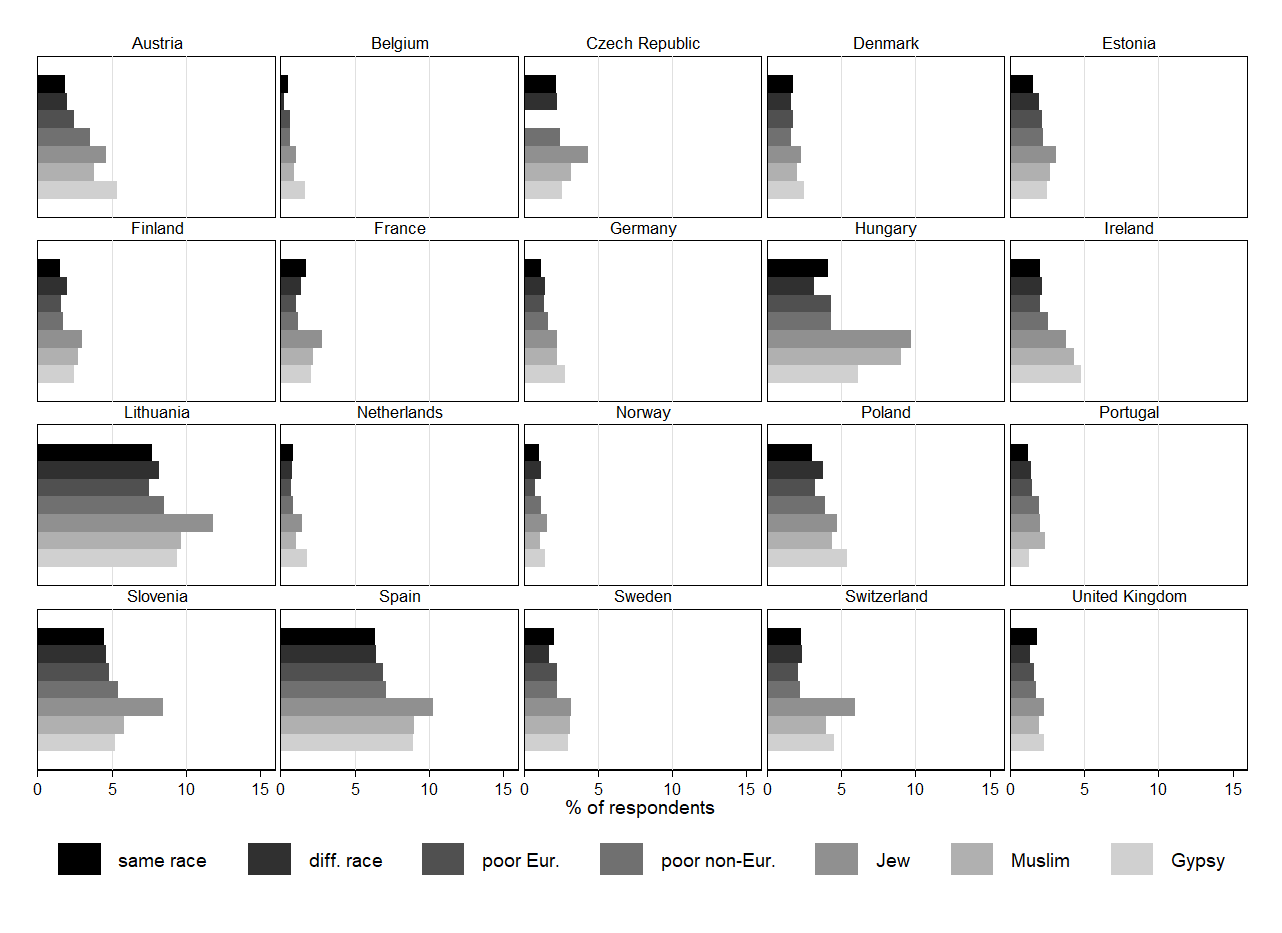 Austria Belgium Czech Republic Denmark Estonia
Finland France Germany Hungary Ireland
Lithuania Netherlands Norway Poland Portugal
Slovenia Spain Sweden Switzerland United Kingdom
0 5 10 15 0 5 10 15 0 5 10 15 0 5 10 15 0 5 10 15
% of respondents
same race diff. race poor Eur. poor non-Eur. Jew Muslim Gypsy